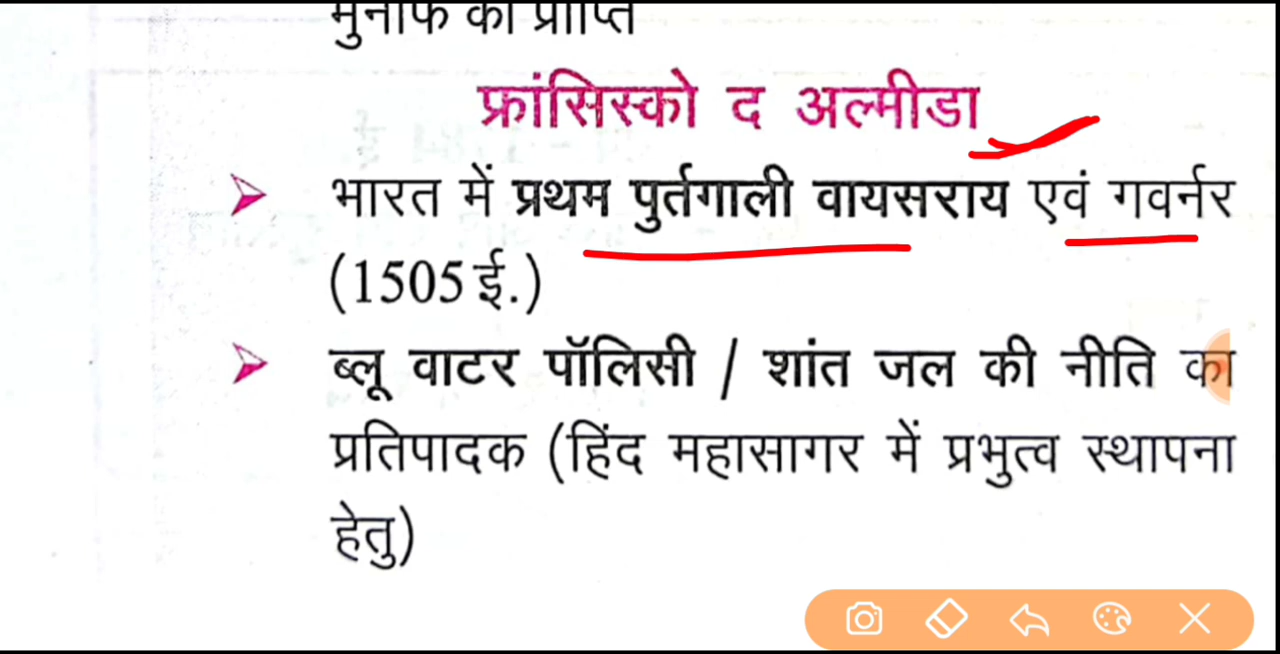 मुनाफे की प्राप्ति
फ्रांसिस्को द अल्मीडा
भारत में प्रथम पुर्तगाली वायसराय एवं गवर्नर
(1505 ई.)
ब्लू वाटर पॉलिसी / शांत जल की नीति का
प्रतिपादक (हिंद महासागर में प्रभुत्व स्थापना
हेतु)